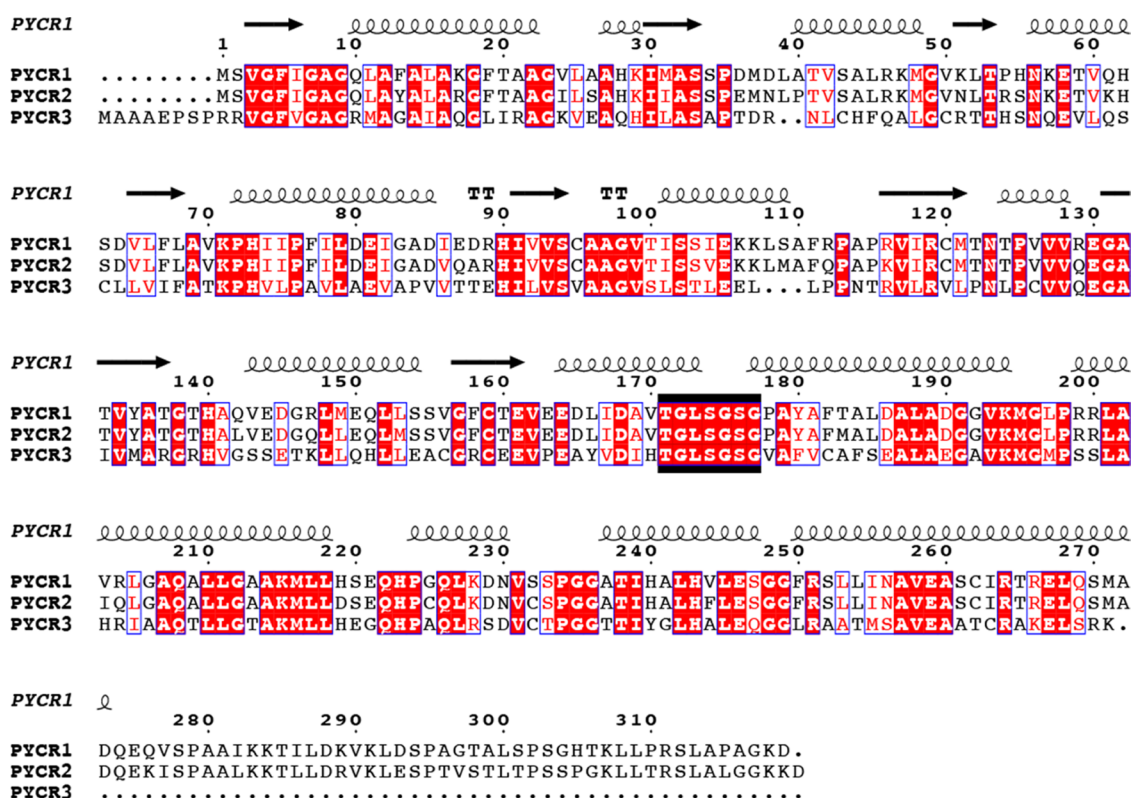 PYCR1
1 10 20 30 40 50 60
PYCR1 ........MSVGFIGAGQLAFALAKGFTAAGVLAAHKIMASSPDMDLATVSALRKMGVKLTPHNKETVQH
PYCR2 ........MSVGFIGAGQLAYALARGFTAAGILSAHKIIASSPEMNLPTVSALRKMGVNLTRSNKETVKH
PYCR3 MAAAEPSPRRVGFVGAGRMAGAIAQGLIRAGKVEAQHILASAPTDR..NLCHFQALGCRTTHSNQEVLQS
PYCR1 TT TT
70 80 90 100 110 120 130
PYCR1 SDVLFLAVKPHIIPFILDEIGADIEDRHIVVSCAAGVTISSIEKKLSAFRPAPRVIRCMTNTPVVVREGA
PYCR2 SDVLFLAVKPHIIPFILDEIGADVQARHIVVSCAAGVTISSVEKKLMAFQPAPKVIRCMTNTPVVVQEGA
PYCR3 CLLVIFATKPHVLPAVLAEVAPVVTTEHILVSVAAGVSLSTLEEL...LPPNTRVLRVLPNLPCVVQEGA
PYCR1
140 150 160 170 180 190 200
PYCR1 TVYATGTHAQVEDGRLMEQLLSSVGFCTEVEEDLIDAVTGLSGSGPAYAFTALDALADGGVKMGLPRRLA
PYCR2 TVYATGTHALVEDGQLLEQLMSSVGFCTEVEEDLIDAVTGLSGSGPAYAFMALDALADGGVKMGLPRRLA
PYCR3 IVMARGRHVGSSETKLLQHLLEACGRCEEVPEAYVDIHTGLSGSGVAFVCAFSEALAEGAVKMGMPSSLA
PYCR1
210 220 230 240 250 260 270
PYCR1 VRLGAQALLGAAKMLLHSEQHPGQLKDNVSSPGGATIHALHVLESGGFRSLLINAVEASCIRTRELQSMA
PYCR2 IQLGAQALLGAAKMLLDSEQHPCQLKDNVCSPGGATIHALHFLESGGFRSLLINAVEASCIRTRELQSMA
PYCR3 HRIAAQTLLGTAKMLLHEGQHPAQLRSDVCTPGGTTIYGLHALEQGGLRAATMSAVEAATCRAKELSRK.
PYCR1
280 290 300 310
PYCR1 DQEQVSPAAIKKTILDKVKLDSPAGTALSPSGHTKLLPRSLAPAGKD.
PYCR2 DQEKISPAALKKTLLDRVKLESPTVSTLTPSSPGKLLTRSLALGGKKD
PYCR3 ................................................